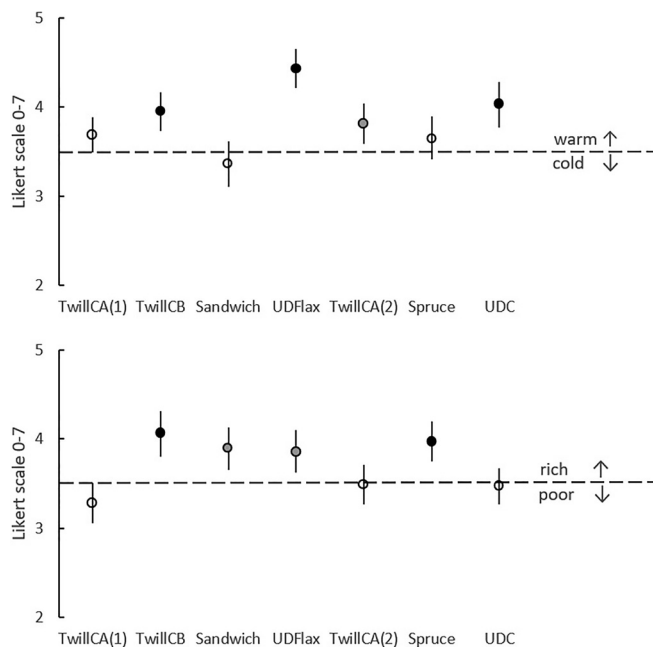 5
4
3
2
Likert scale 0-7
warm ↑
cold ↓
TwillCA(1) TwillCB Sandwich UDFlax TwillCA(2) Spruce UDC
5
4
3
2
Likert scale 0-7
rich ↑
poor ↓
TwillCA(1) TwillCB Sandwich UDFlax TwillCA(2) Spruce UDC